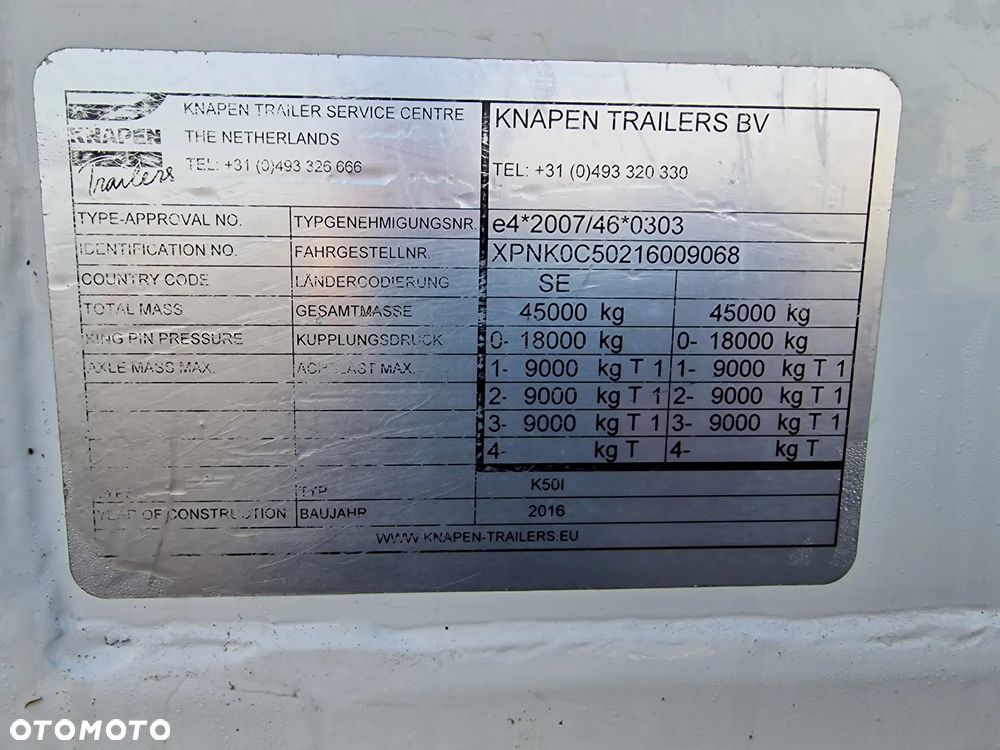 KNAPEN TRAILER SERVICE CENTRE
KNAPEN
THE NETHERLANDS
Trailers
TEL: +31 (0)493 326 666
KNAPEN TRAILERS BV
TEL: +31 (0)493 320 330
TYPE-APPROVAL NO. TYPGENEHMIGUNGSNR. e4*2007/46*0303
IDENTIFICATION NO. FAHRGESTELLNR. XPNK0C50216009068
COUNTRY CODE LÄNDERCODIERUNG SE
TOTAL MASS GESAMTMASSE 45000 kg 45000 kg
KING PIN PRESSURE KUPPLUNGSDRUCK 0- 18000 kg 0- 18000 kg
AXLE MASS MAX. ACHSLAST MAX. 1- 9000 kg T 1 1- 9000 kg T 1
2- 9000 kg T 1 2- 9000 kg T 1
3- 9000 kg T 1 3- 9000 kg T 1
4- kg T 4- kg T
TYPE TYP K50I
YEAR OF CONSTRUCTION BAUJAHR 2016
WWW.KNAPEN-TRAILERS.EU
OTOMOTO